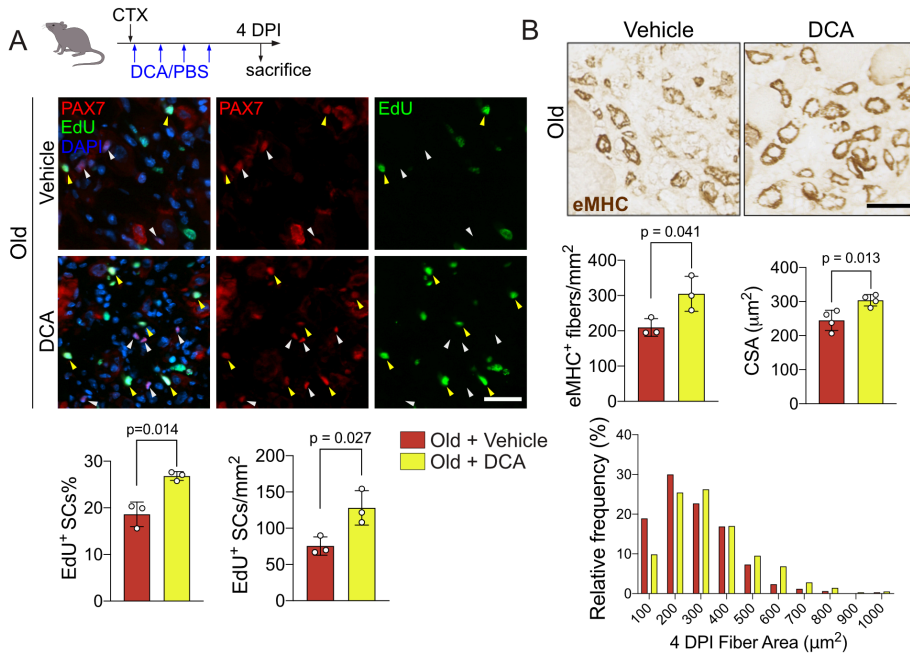 A
CTX
4 DPI
DCA/PBS
sacrifice
Old
Vehicle
PAX7
EdU
DAPI
PAX7
EdU
DCA
p=0.014
EdU+ SCs%
30
20
10
0
p = 0.027
EdU+ SCs/mm2
200
150
100
50
0
Old + Vehicle
Old + DCA
B
Vehicle
DCA
Old
eMHC
p = 0.041
eMHC+ fibers/mm2
400
300
200
100
0
p = 0.013
CSA (μm2)
400
300
200
100
0
Relative frequency (%)
40
30
20
10
0
100
200
300
400
500
600
700
800
900
1000
4 DPI Fiber Area (μm2)